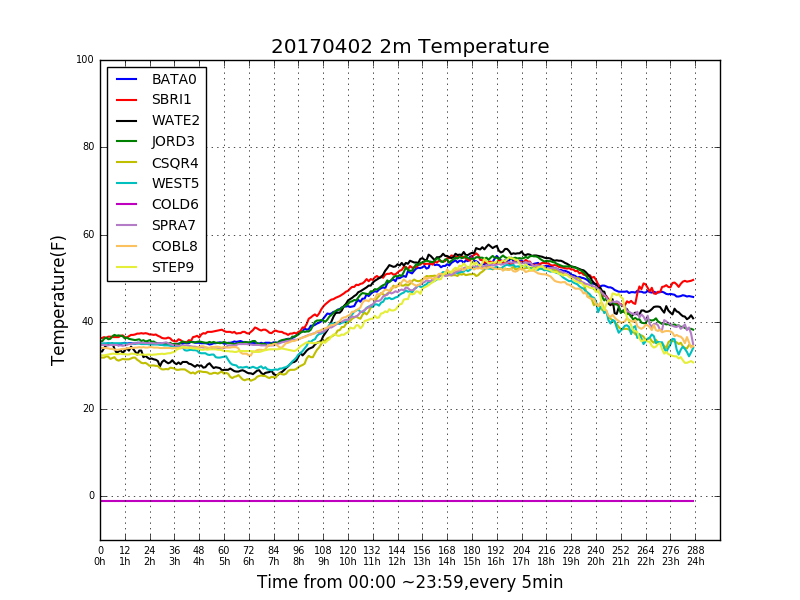 20170402 2m Temperature
100
80
60
40
20
0
Temperature(F)
BATA0
SBRI1
WATE2
JORD3
CSQR4
WEST5
COLD6
SPRA7
COBL8
STEP9
0 12 24 36 48 60 72 84 96 108 120 132 144 156 168 180 192 204 216 228 240 252 264 276 288
0h 1h 2h 3h 4h 5h 6h 7h 8h 9h 10h 11h 12h 13h 14h 15h 16h 17h 18h 19h 20h 21h 22h 23h 24h
Time from 00:00 ~23:59,every 5min